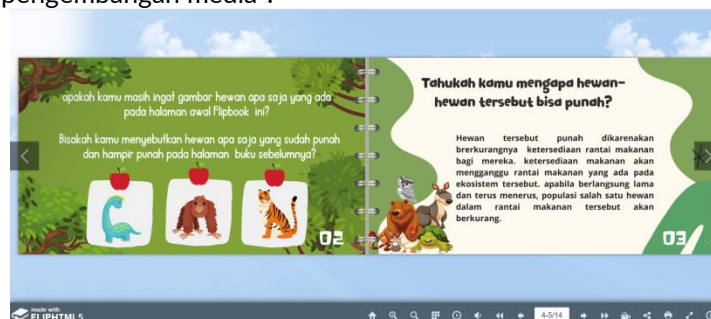 pengembangan media :
apakah kamu masih ingat gambar hewan apa saja yang ada
pada halaman awal Flipbook ini?
Bisakah kamu menyebutkan hewan apa saja yang sudah punah
dan hampir punah pada halaman buku sebelumnya?
02
Tahukah kamu mengapa hewan-
hewan tersebut bisa punah?
Hewan tersebut punah dikarenakan
brerkurangnya ketersediaan rantai makanan
bagi mereka. ketersediaan makanan akan
mengganggu rantai makanan yang ada pada
ekosistem tersebut. apabila berlangsung lama
dan terus menerus, populasi salah satu hewan
dalam rantai makanan tersebut akan
berkurang.
03
made with
FLIPHTML5
4-5/14